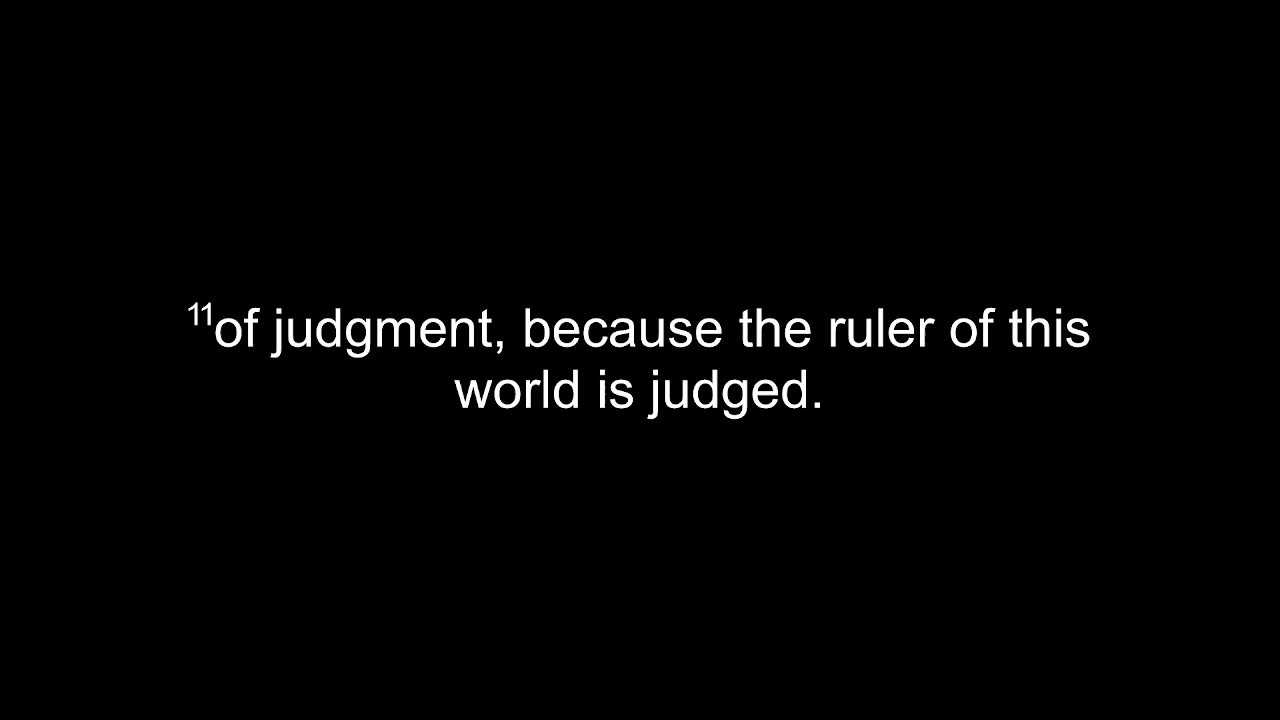 ¹¹of judgment, because the ruler of this
world is judged.